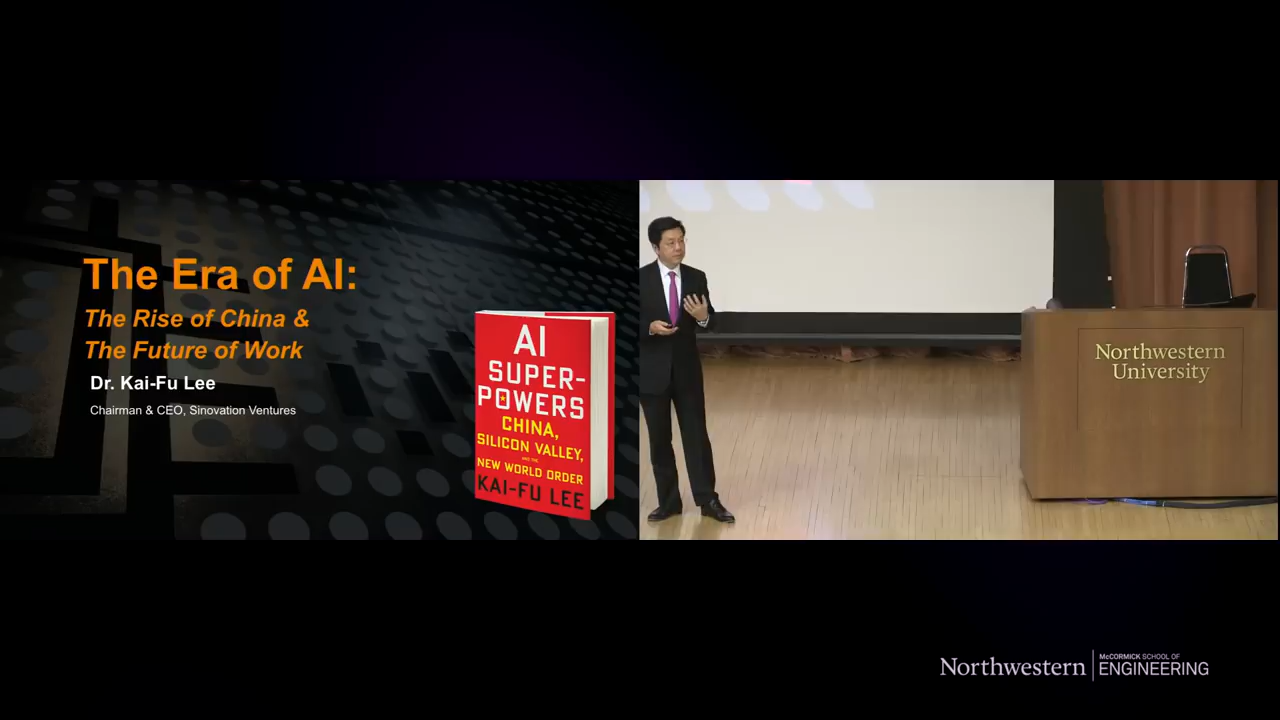 The Era of AI:
The Rise of China &
The Future of Work
Dr. Kai-Fu Lee
Chairman & CEO, Sinovation Ventures
AI
SUPER-
POWERS
CHINA,
SILICON VALLEY,
AND THE
NEW WORLD ORDER
KAI-FU LEE
Northwestern
University
Northwestern
McCORMICK SCHOOL OF
ENGINEERING